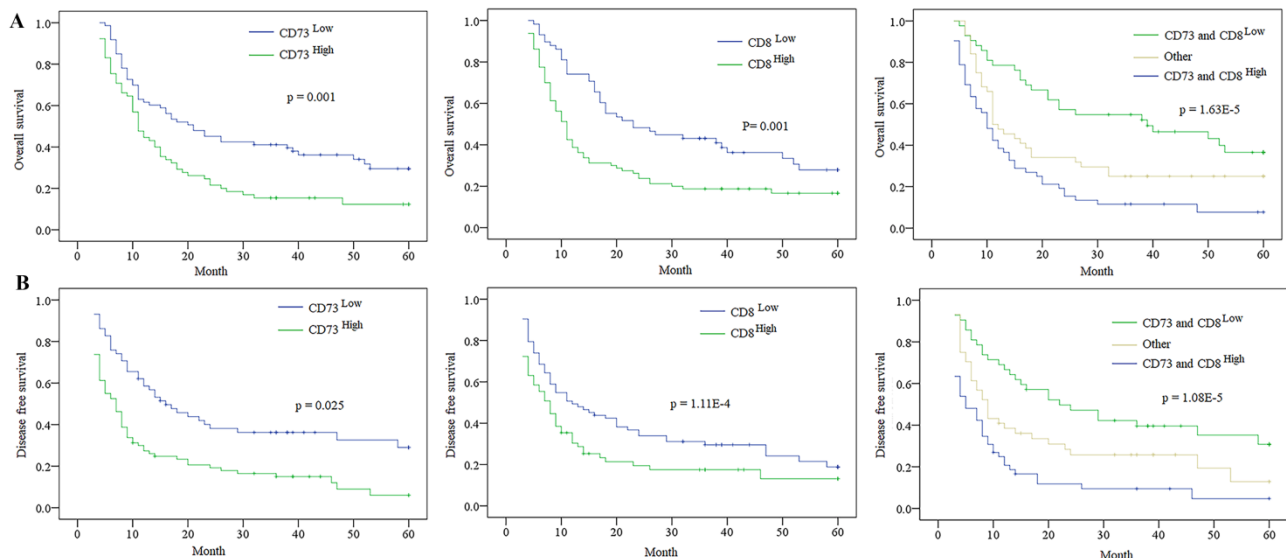 A
Overall survival
1.0
0.8
0.6
0.4
0.2
0.0
CD73 Low
CD73 High
p = 0.001
0 10 20 30 40 50 60
Month
Overall survival
1.0
0.8
0.6
0.4
0.2
0.0
CD8 Low
CD8 High
P= 0.001
0 10 20 30 40 50 60
Month
Overall survival
1.0
0.8
0.6
0.4
0.2
0.0
CD73 and CD8 Low
Other
CD73 and CD8 High
p = 1.63E-5
0 10 20 30 40 50 60
Month
B
Disease free survival
1.0
0.8
0.6
0.4
0.2
0.0
CD73 Low
CD73 High
p = 0.025
0 10 20 30 40 50 60
Month
Disease free survival
1.0
0.8
0.6
0.4
0.2
0.0
CD8 Low
CD8 High
p = 1.11E-4
0 10 20 30 40 50 60
Month
Disease free survival
1.0
0.8
0.6
0.4
0.2
0.0
CD73 and CD8 Low
Other
CD73 and CD8 High
p = 1.08E-5
0 10 20 30 40 50 60
Month